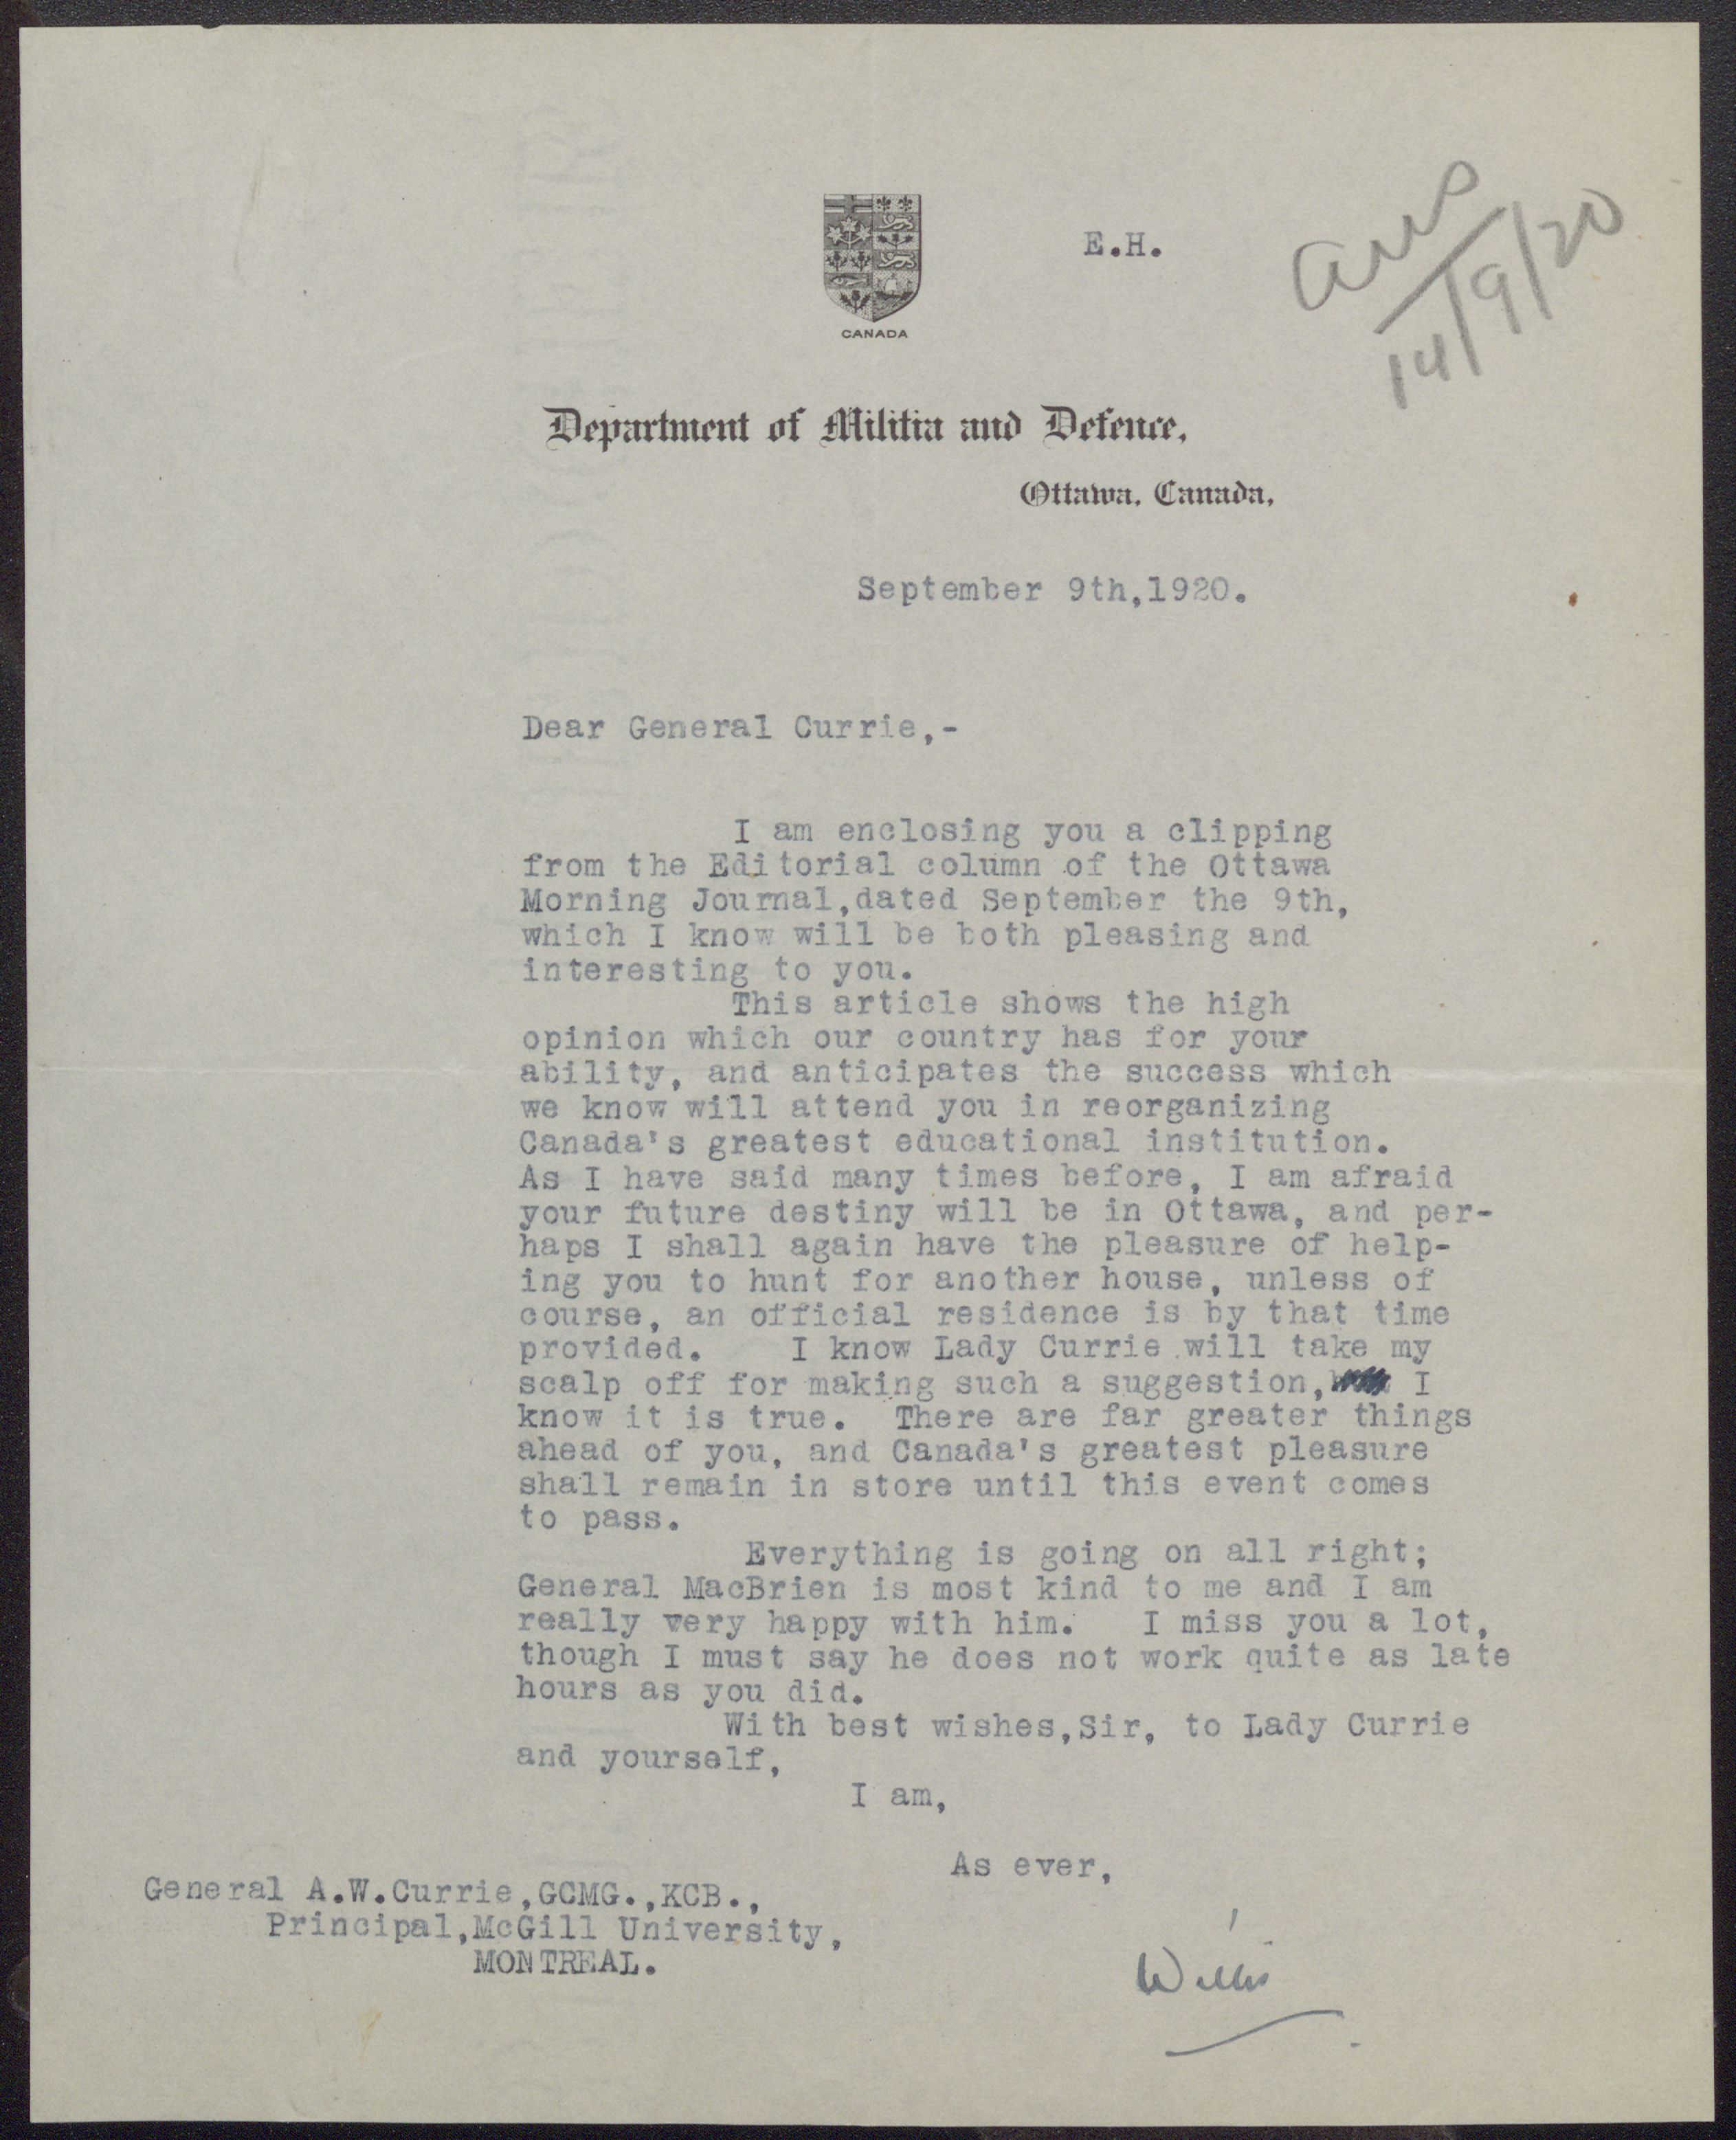 CANADA
E.H.
ans
14/9/20
Department of Militia and Defence,
Ottawa, Canada,
September 9th,1920.
Dear General Currie,-
I am enclosing you a clipping
from the Editorial column of the Ottawa
Morning Journal,dated September the 9th,
which I know will be both pleasing and
interesting to you.
This article shows the high
opinion which our country has for your
ability, and anticipates the success which
we know will attend you in reorganizing
Canada's greatest educational institution.
As I have said many times before, I am afraid
your future destiny will be in Ottawa, and per-
haps I shall again have the pleasure of help-
ing you to hunt for another house, unless of
course, an official residence is by that time
provided. I know Lady Currie will take my
scalp off for making such a suggestion, I
know it is true. There are far greater things
ahead of you, and Canada's greatest pleasure
shall remain in store until this event comes
to pass.
Everything is going on all right;
General MacBrien is most kind to me and I am
really very happy with him. I miss you a lot,
though I must say he does not work quite as late
hours as you did.
With best wishes,Sir, to Lady Currie
and yourself,
I am,
As ever,
General A.W.Currie,GCMG.,KCB.,
Principal,McGill University,
MONTREAL.
Willis